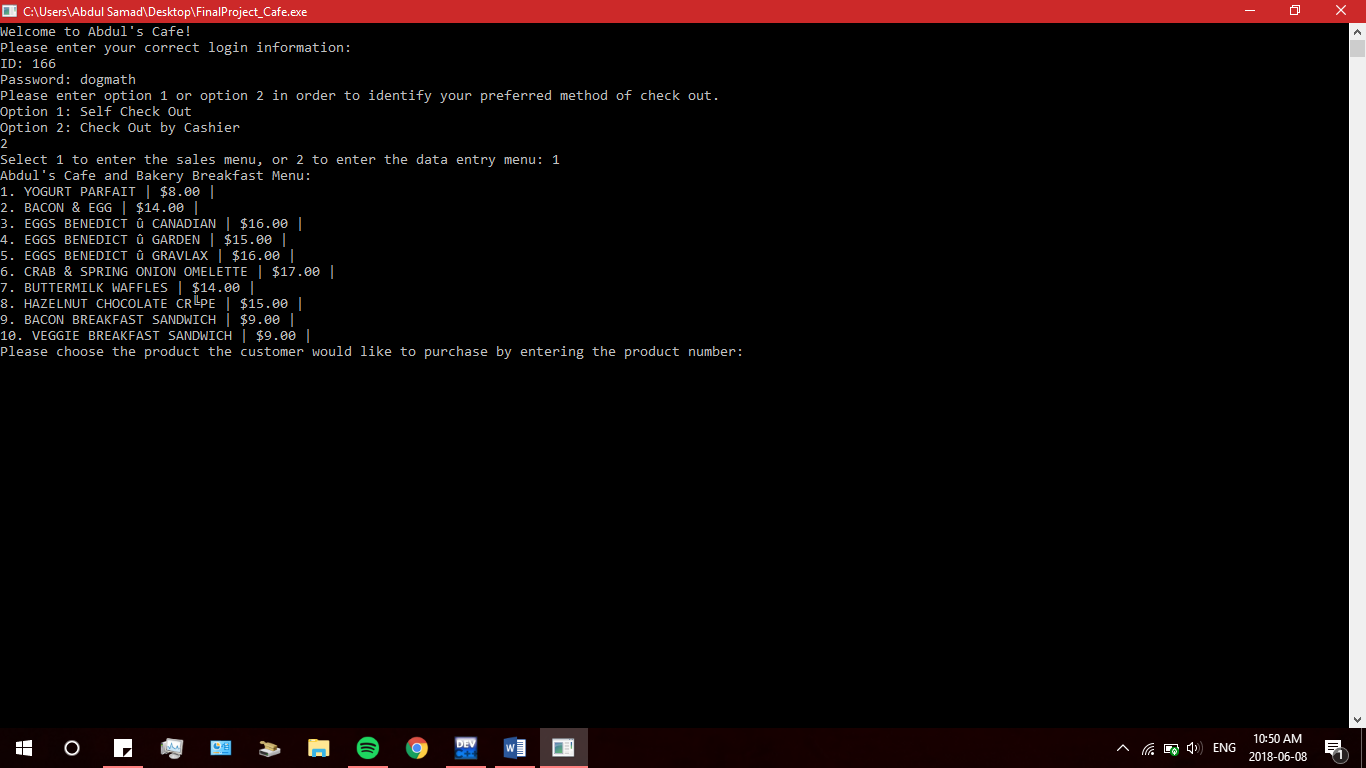 C:\Users\Abdul Samad\Desktop\FinalProject_Cafe.exe
Welcome to Abdul's Cafe!
Please enter your correct login information:
ID: 166
Password: dogmath
Please enter option 1 or option 2 in order to identify your preferred method of check out.
Option 1: Self Check Out
Option 2: Check Out by Cashier
2
Select 1 to enter the sales menu, or 2 to enter the data entry menu: 1
Abdul's Cafe and Bakery Breakfast Menu:
1. YOGURT PARFAIT | $8.00 |
2. BACON & EGG | $14.00 |
3. EGGS BENEDICT û CANADIAN | $16.00 |
4. EGGS BENEDICT û GARDEN | $15.00 |
5. EGGS BENEDICT û GRAVLAX | $16.00 |
6. CRAB & SPRING ONION OMELETTE | $17.00 |
7. BUTTERMILK WAFFLES | $14.00 |
8. HAZELNUT CHOCOLATE CR╚PE | $15.00 |
9. BACON BREAKFAST SANDWICH | $9.00 |
10. VEGGIE BREAKFAST SANDWICH | $9.00 |
Please choose the product the customer would like to purchase by entering the product number:
DEV
ENG
10:50 AM
2018-06-08
1